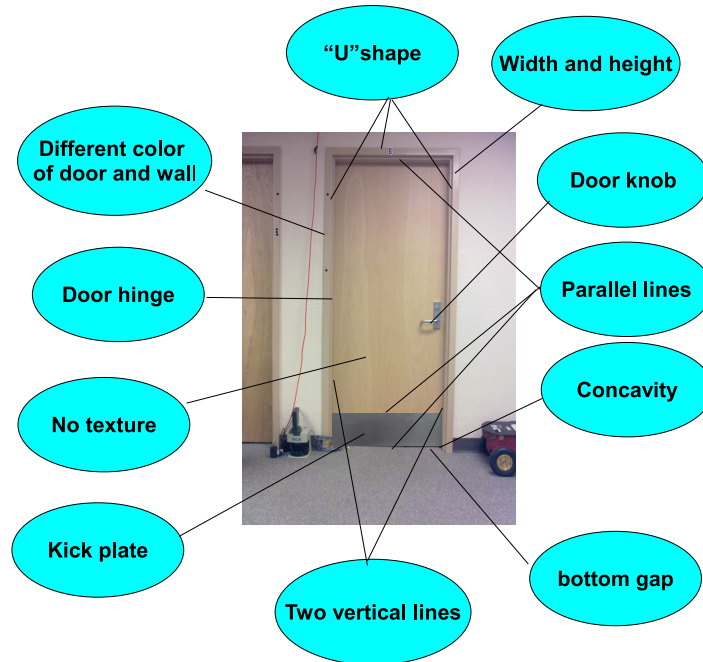 “U”shape
Width and height
Different color
of door and wall
Door knob
Door hinge
Parallel lines
Concavity
No texture
Kick plate
bottom gap
Two vertical lines